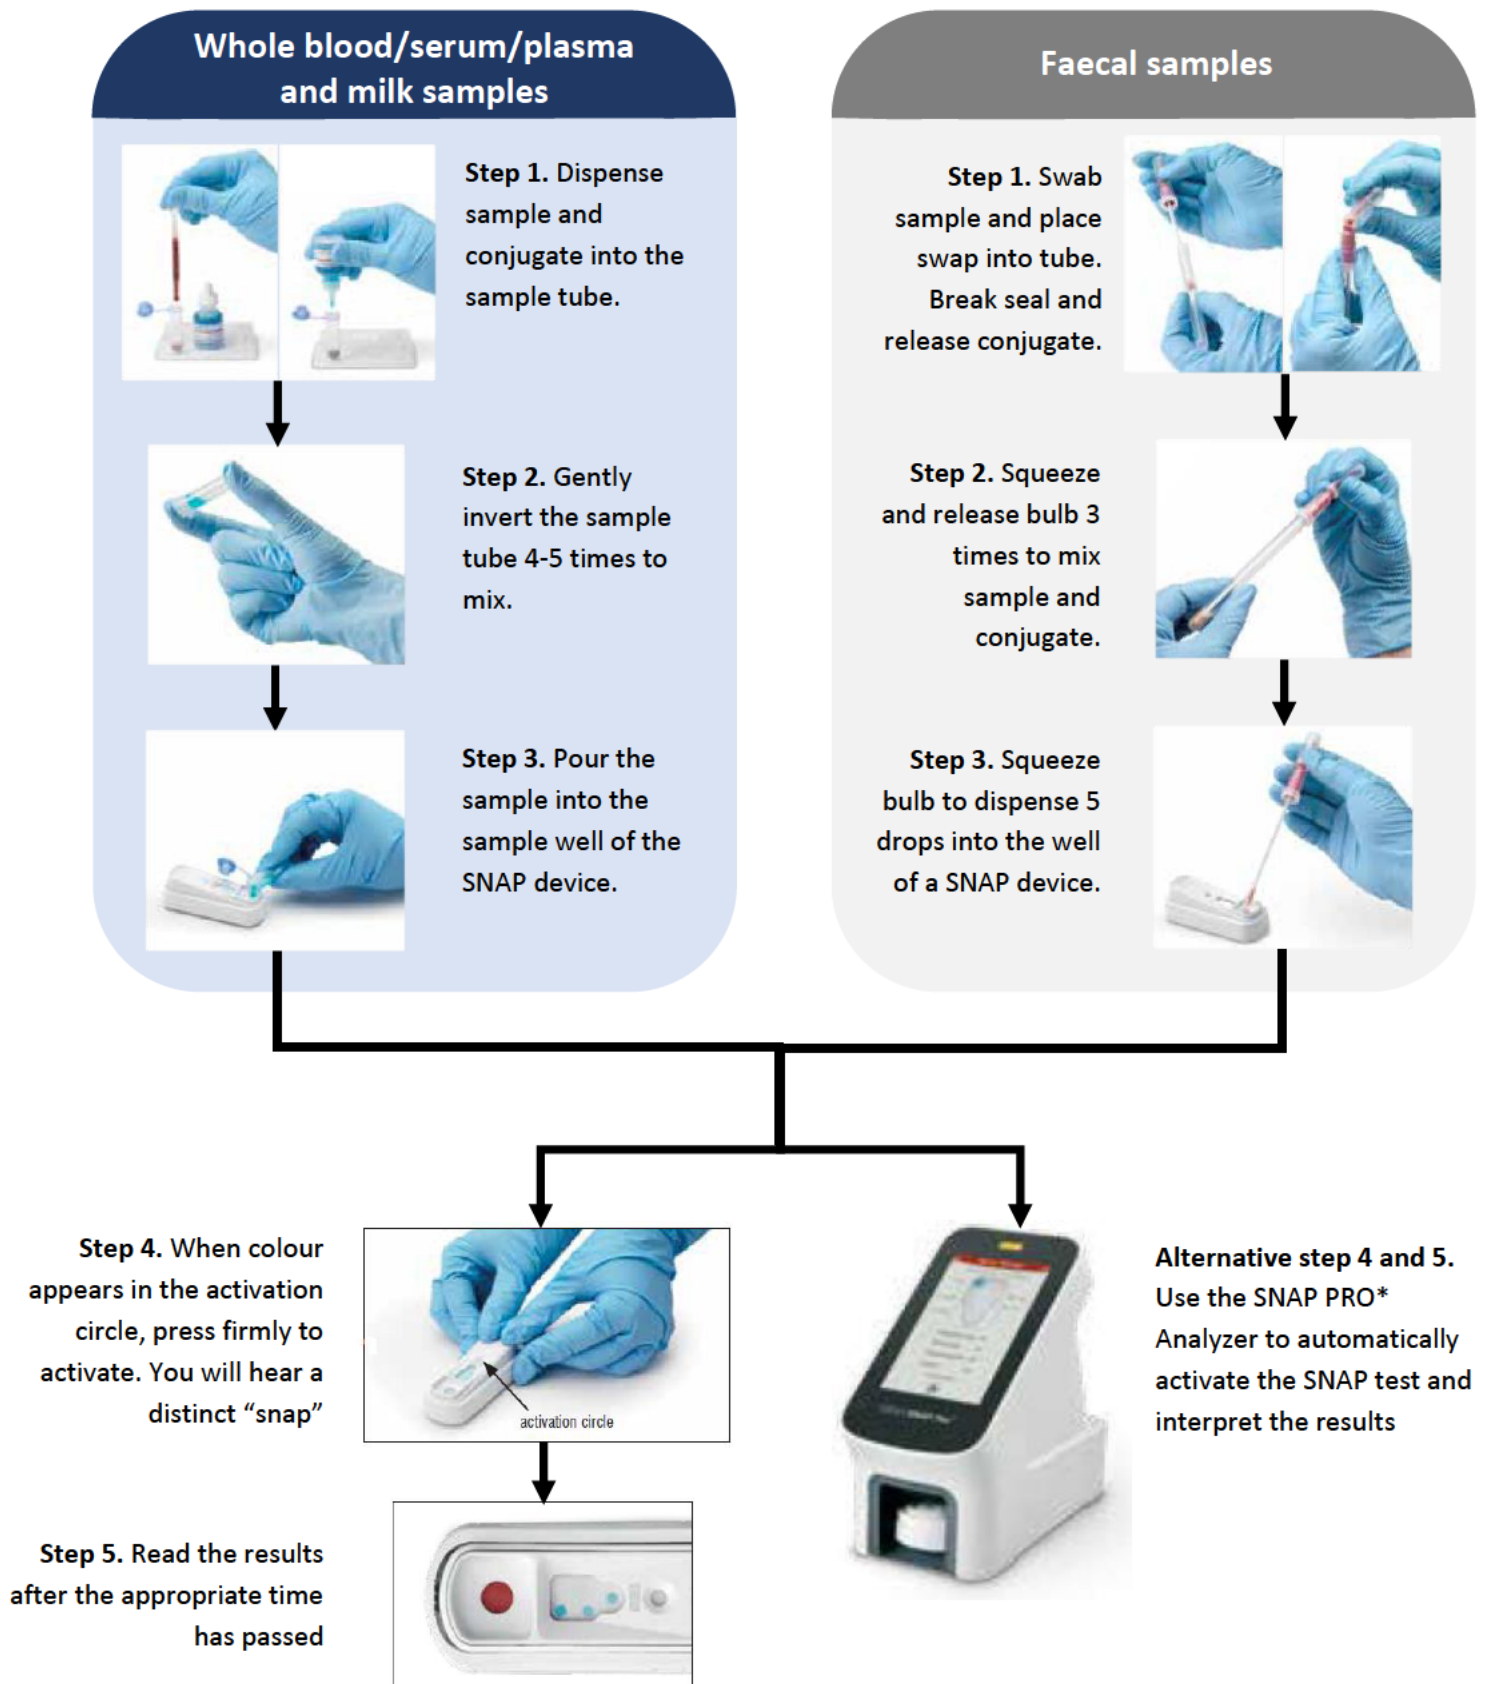 Whole blood/serum/plasma
and milk samples
Step 1. Dispense
sample and
conjugate into the
sample tube.
Step 2. Gently
invert the sample
tube 4-5 times to
mix.
Step 3. Pour the
sample into the
sample well of the
SNAP device.
Faecal samples
Step 1. Swab
sample and place
swap into tube.
Break seal and
release conjugate.
Step 2. Squeeze
and release bulb 3
times to mix
sample and
conjugate.
Step 3. Squeeze
bulb to dispense 5
drops into the well
of a SNAP device.
Step 4. When colour
appears in the activation
circle, press firmly to
activate. You will hear a
distinct “snap”
activation circle
Step 5. Read the results
after the appropriate time
has passed
Alternative step 4 and 5.
Use the SNAP PRO*
Analyzer to automatically
activate the SNAP test and
interpret the results